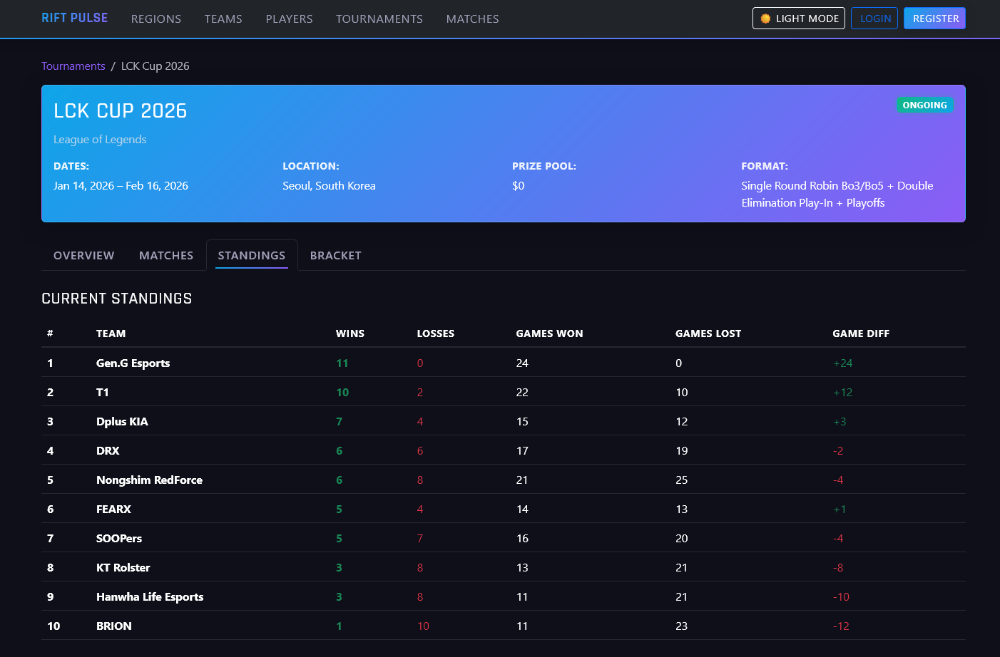 RIFT PULSE REGIONS TEAMS PLAYERS TOURNAMENTS MATCHES LIGHT MODE LOGIN REGISTER
Tournaments / LCK Cup 2026
LCK CUP 2026 ONGOING
League of Legends
DATES: LOCATION: PRIZE POOL: FORMAT:
Jan 14, 2026 – Feb 16, 2026 Seoul, South Korea $0 Single Round Robin Bo3/Bo5 + Double
Elimination Play-In + Playoffs
OVERVIEW MATCHES STANDINGS BRACKET
CURRENT STANDINGS
# TEAM WINS LOSSES GAMES WON GAMES LOST GAME DIFF
1 Gen.G Esports 11 0 24 0 +24
2 T1 10 2 22 10 +12
3 Dplus KIA 7 4 15 12 +3
4 DRX 6 6 17 19 -2
5 Nongshim RedForce 6 8 21 25 -4
6 FEARX 5 4 14 13 +1
7 SOOPers 5 7 16 20 -4
8 KT Rolster 3 8 13 21 -8
9 Hanwha Life Esports 3 8 11 21 -10
10 BRION 1 10 11 23 -12